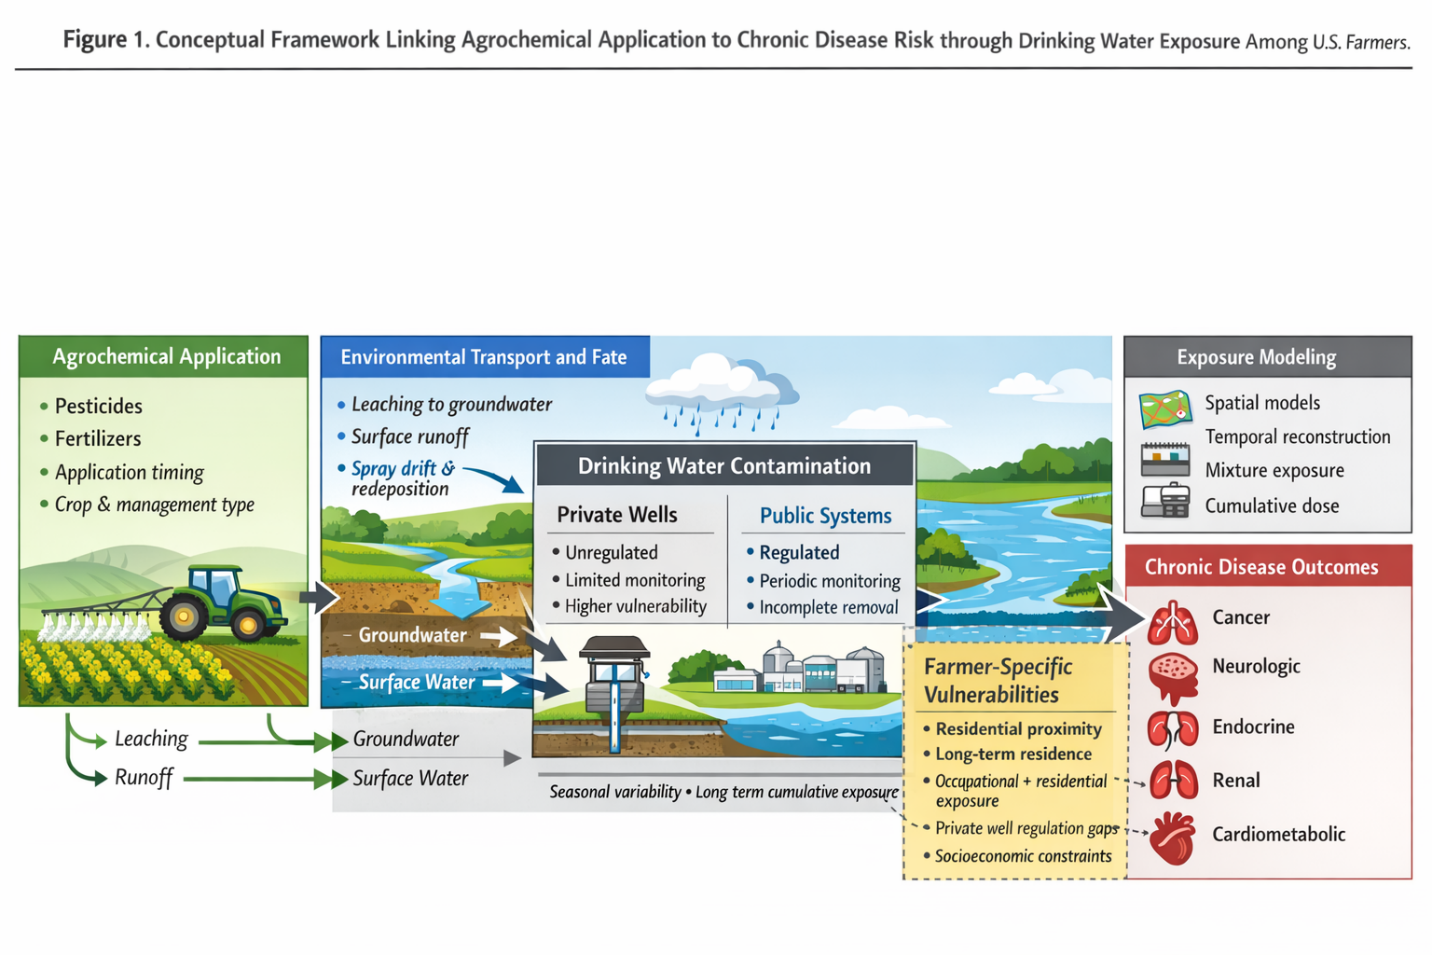 Figure 1. Conceptual Framework Linking Agrochemical Application to Chronic Disease Risk through Drinking Water Exposure Among U.S. Farmers.
Agrochemical Application
• Pesticides
• Fertilizers
• Application timing
• Crop & management type
Leaching
Runoff
Environmental Transport and Fate
• Leaching to groundwater
• Surface runoff
• Spray drift &
redeposition
– Groundwater
– Surface Water
Groundwater
Surface Water
Drinking Water Contamination
Private Wells
• Unregulated
• Limited monitoring
• Higher vulnerability
Public Systems
• Regulated
• Periodic monitoring
• Incomplete removal
Seasonal variability • Long term cumulative exposure
Farmer-Specific
Vulnerabilities
• Residential proximity
• Long-term residence
• Occupational + residential
exposure
• Private well regulation gaps
• Socioeconomic constraints
Exposure Modeling
Spatial models
Temporal reconstruction
Mixture exposure
Cumulative dose
Chronic Disease Outcomes
Cancer
Neurologic
Endocrine
Renal
Cardiometabolic